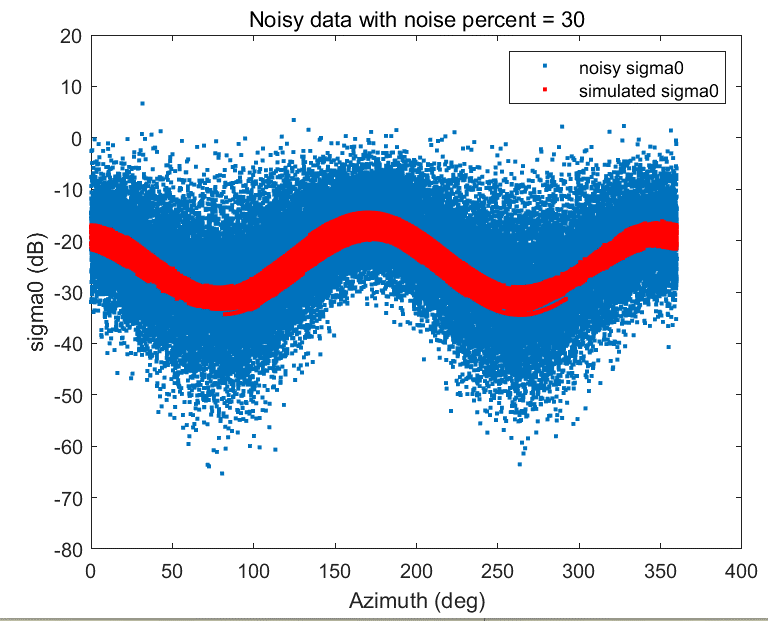 Noisy data with noise percent = 30
20
10
0
-10
-20
-30
-40
-50
-60
-70
-80
sigma0 (dB)
noisy sigma0
simulated sigma0
0 50 100 150 200 250 300 350 400
Azimuth (deg)